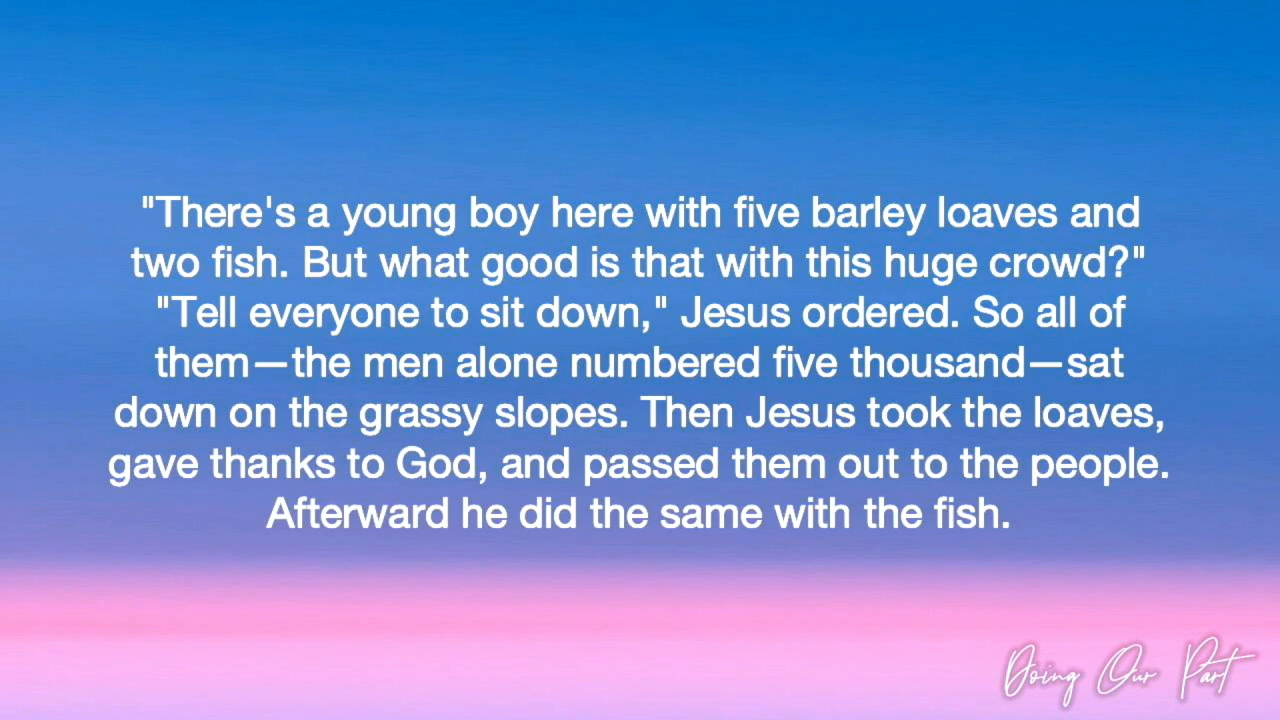 "There's a young boy here with five barley loaves and
two fish. But what good is that with this huge crowd?"
"Tell everyone to sit down," Jesus ordered. So all of
them—the men alone numbered five thousand—sat
down on the grassy slopes. Then Jesus took the loaves,
gave thanks to God, and passed them out to the people.
Afterward he did the same with the fish.
Doing Our Part